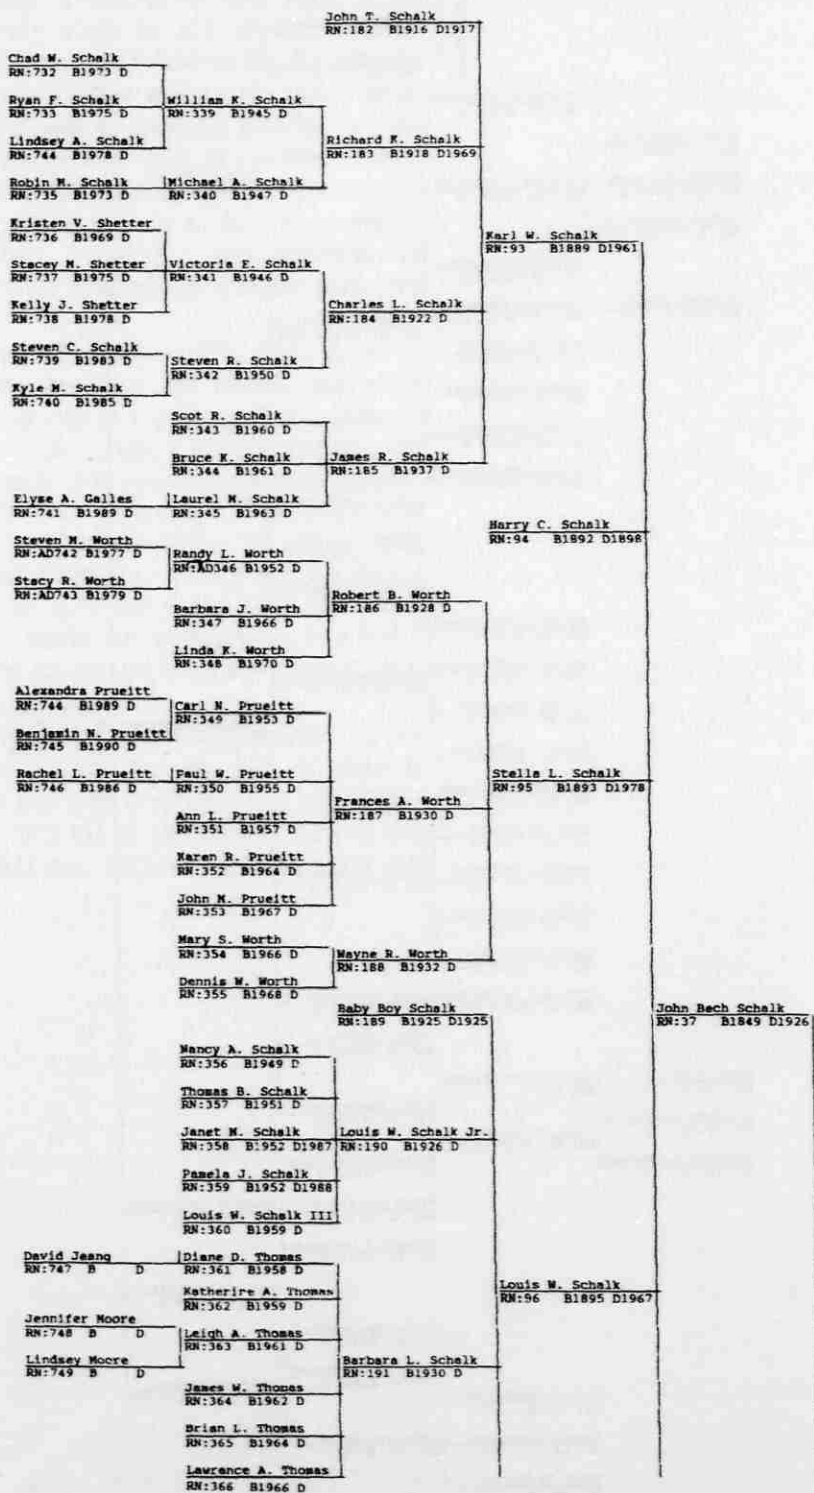 John T. Schalk
RN:182 B1916 D1917
Chad W. Schalk
RN:732 B1973 D
Ryan F. Schalk
RN:733 B1975 D
William K. Schalk
RN:339 B1945 D
Lindsey A. Schalk
RN:744 B1978 D
Richard K. Schalk
RN:183 B1918 D1969
Robin M. Schalk
RN:735 B1973 D
Michael A. Schalk
RN:340 B1947 D
Kristen V. Shetter
RN:736 B1969 D
Karl W. Schalk
RN:93 B1889 D1961
Stacey M. Shetter
RN:737 B1975 D
Victoria E. Schalk
RN:341 B1946 D
Kelly J. Shetter
RN:738 B1978 D
Charles L. Schalk
RN:184 B1922 D
Steven C. Schalk
RN:739 B1983 D
Steven R. Schalk
RN:342 B1950 D
Kyle M. Schalk
RN:740 B1985 D
Scot R. Schalk
RN:343 B1960 D
Bruce K. Schalk
RN:344 B1961 D
James R. Schalk
RN:185 B1937 D
Elyse A. Galles
RN:741 B1989 D
Laurel M. Schalk
RN:345 B1963 D
Harry C. Schalk
RN:94 B1892 D1898
Steven M. Worth
RN:AD742 B1977 D
Randy L. Worth
RN:AD346 B1952 D
Stacy R. Worth
RN:AD743 B1979 D
Robert B. Worth
RN:186 B1928 D
Barbara J. Worth
RN:347 B1966 D
Linda K. Worth
RN:348 B1970 D
Alexandra Prueitt
RN:744 B1989 D
Carl N. Prueitt
RN:349 B1953 D
Benjamin N. Prueitt
RN:745 B1990 D
Rachel L. Prueitt
RN:746 B1986 D
Paul W. Prueitt
RN:350 B1955 D
Stella L. Schalk
RN:95 B1893 D1978
Frances A. Worth
RN:187 B1930 D
Ann L. Prueitt
RN:351 B1957 D
Karen R. Prueitt
RN:352 B1964 D
John M. Prueitt
RN:353 B1967 D
Mary S. Worth
RN:354 B1966 D
Wayne R. Worth
RN:188 B1932 D
Dennis W. Worth
RN:355 B1968 D
Baby Boy Schalk
RN:189 B1925 D1925
John Bech Schalk
RN:37 B1849 D1926
Nancy A. Schalk
RN:356 B1949 D
Thomas B. Schalk
RN:357 B1951 D
Janet M. Schalk
RN:358 B1952 D1987
Louis W. Schalk Jr.
RN:190 B1926 D
Pamela J. Schalk
RN:359 B1952 D1988
Louis W. Schalk III
RN:360 B1959 D
David Jeang
RN:747 B D
Diane D. Thomas
RN:361 B1958 D
Katherire A. Thomas
RN:362 B1959 D
Louis W. Schalk
RN:96 B1895 D1967
Jennifer Moore
RN:748 B D
Leigh A. Thomas
RN:363 B1961 D
Lindsey Moore
RN:749 B D
Barbara L. Schalk
RN:191 B1930 D
James W. Thomas
RN:364 B1962 D
Brian L. Thomas
RN:365 B1964 D
Lawrance A. Thomas
RN:366 B1966 D